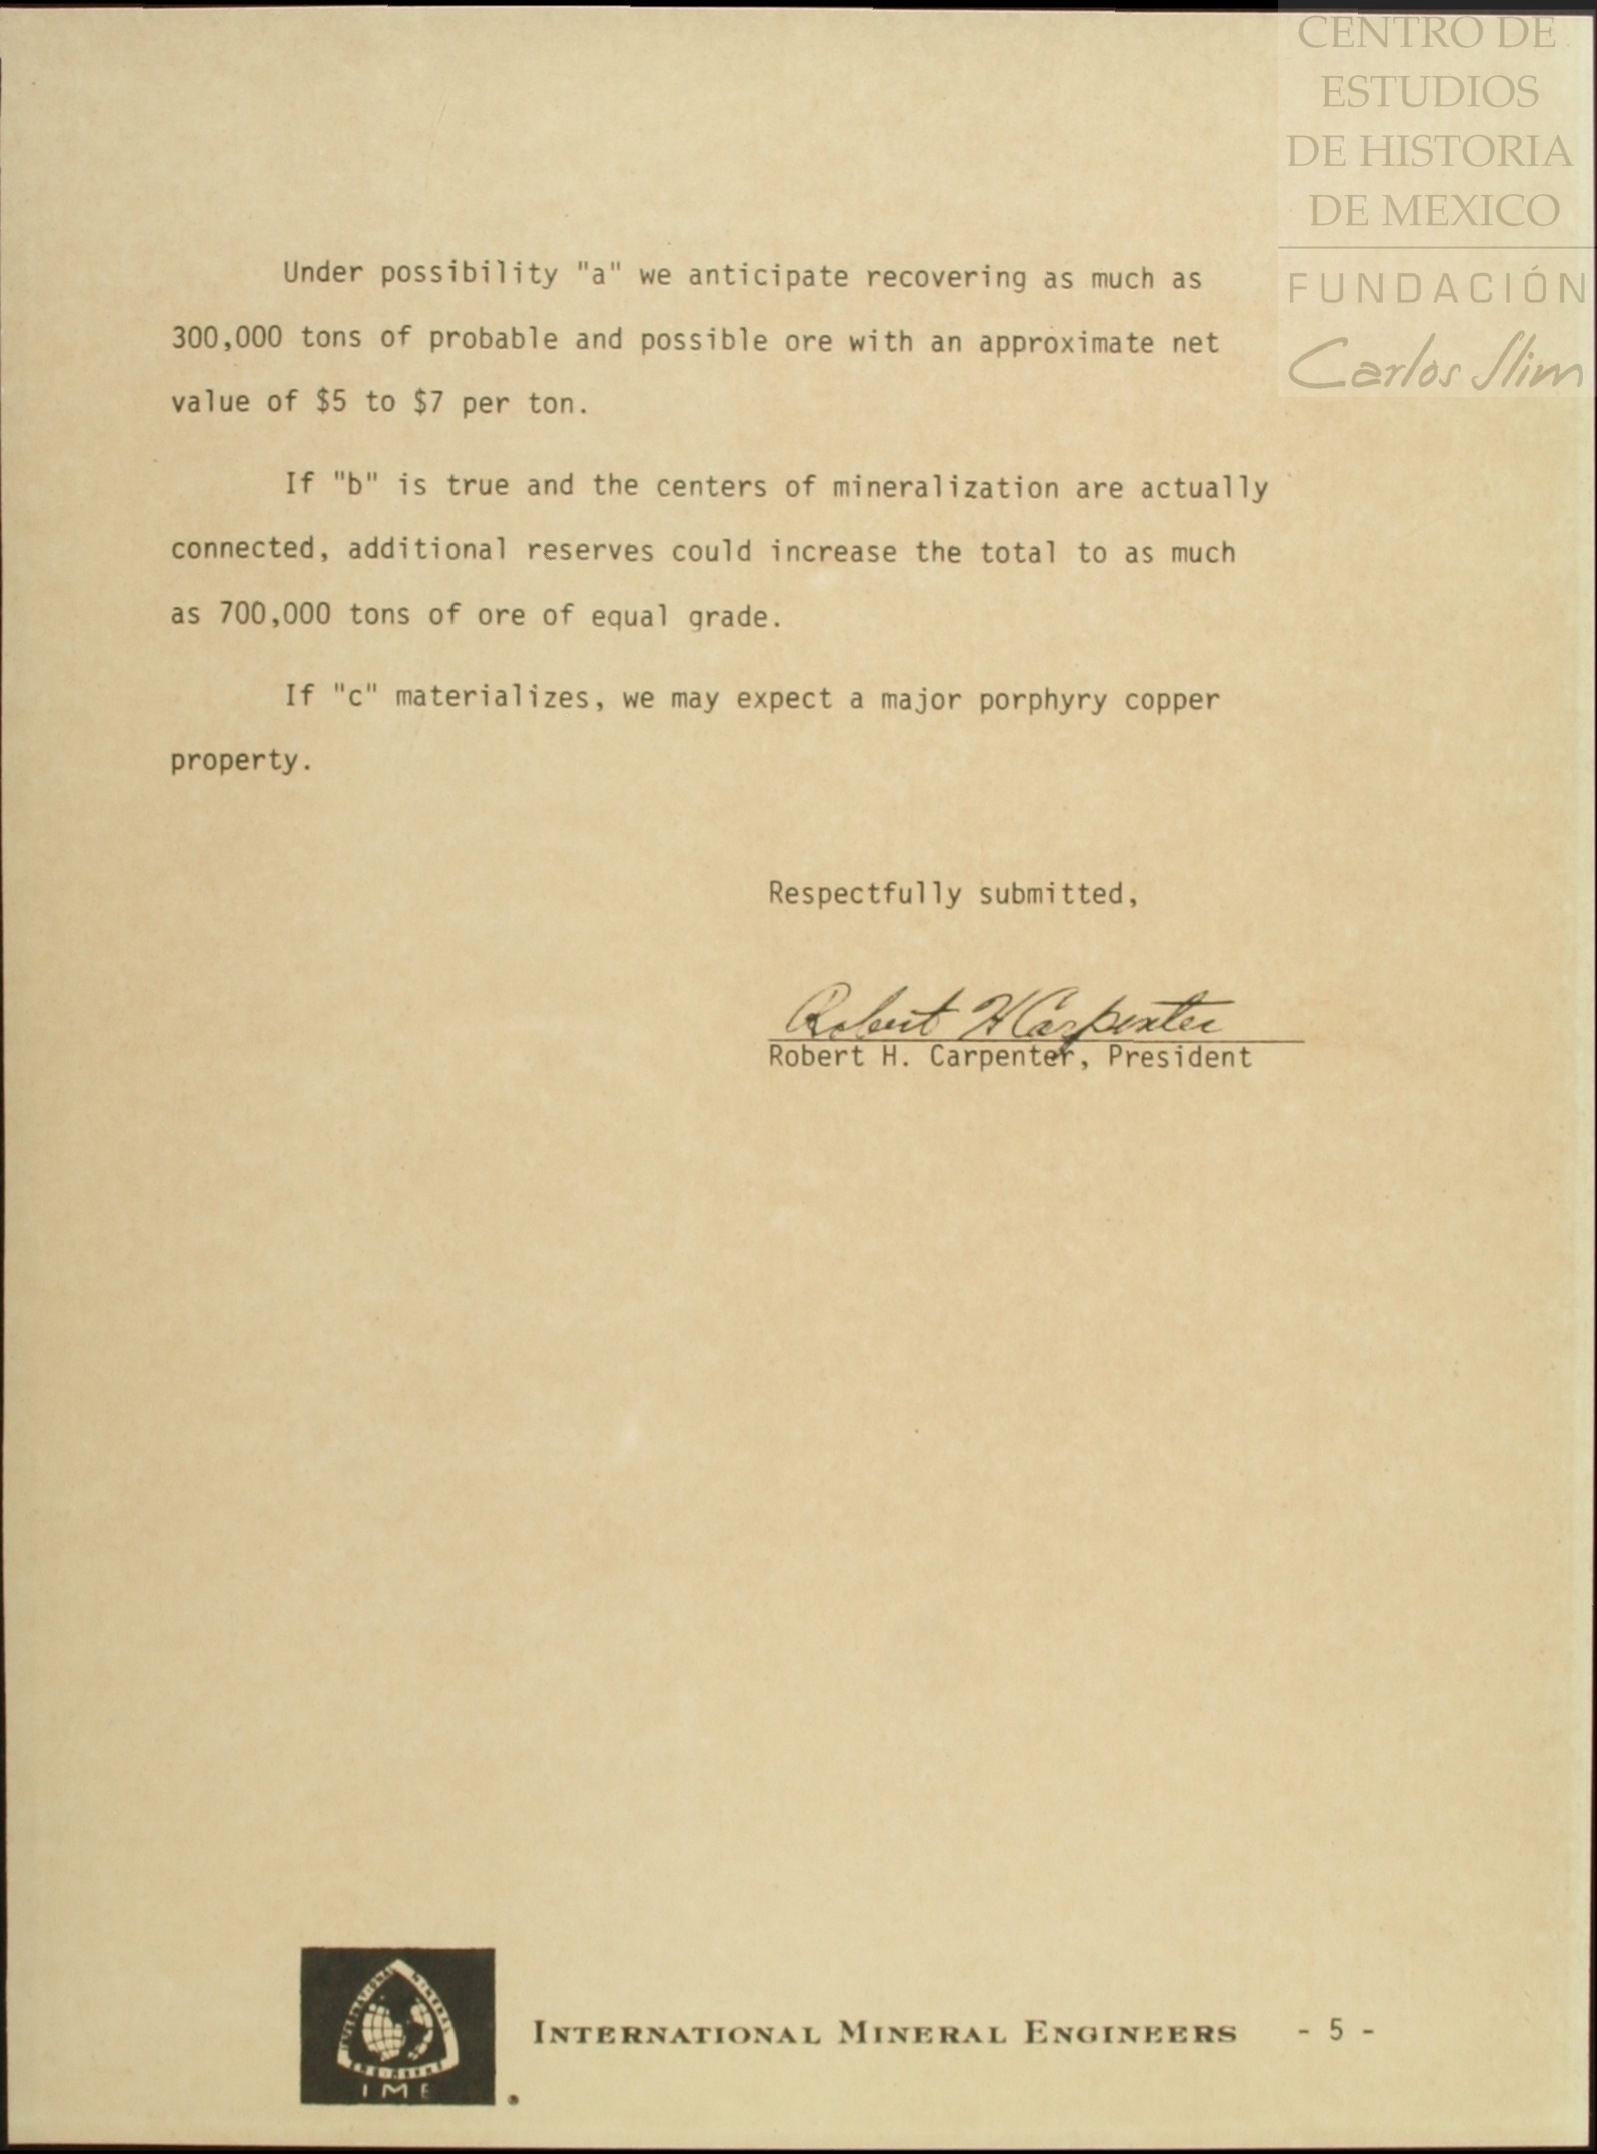 CENTRO DE
ESTUDIOS
DE HISTORIA
DE MEXICO
FUNDACIÓN
Carlos Slim
Under possibility "a" we anticipate recovering as much as
300,000 tons of probable and possible ore with an approximate net
value of $5 to $7 per ton.
If "b" is true and the centers of mineralization are actually
connected, additional reserves could increase the total to as much
as 700,000 tons of ore of equal grade.
If "c" materializes, we may expect a major porphyry copper
property.
Respectfully submitted,
Robert H Carpenter
Robert H. Carpenter, President
INTERNATIONAL MINERAL
ENGINEERS
IME
INTERNATIONAL MINERAL ENGINEERS - 5 -